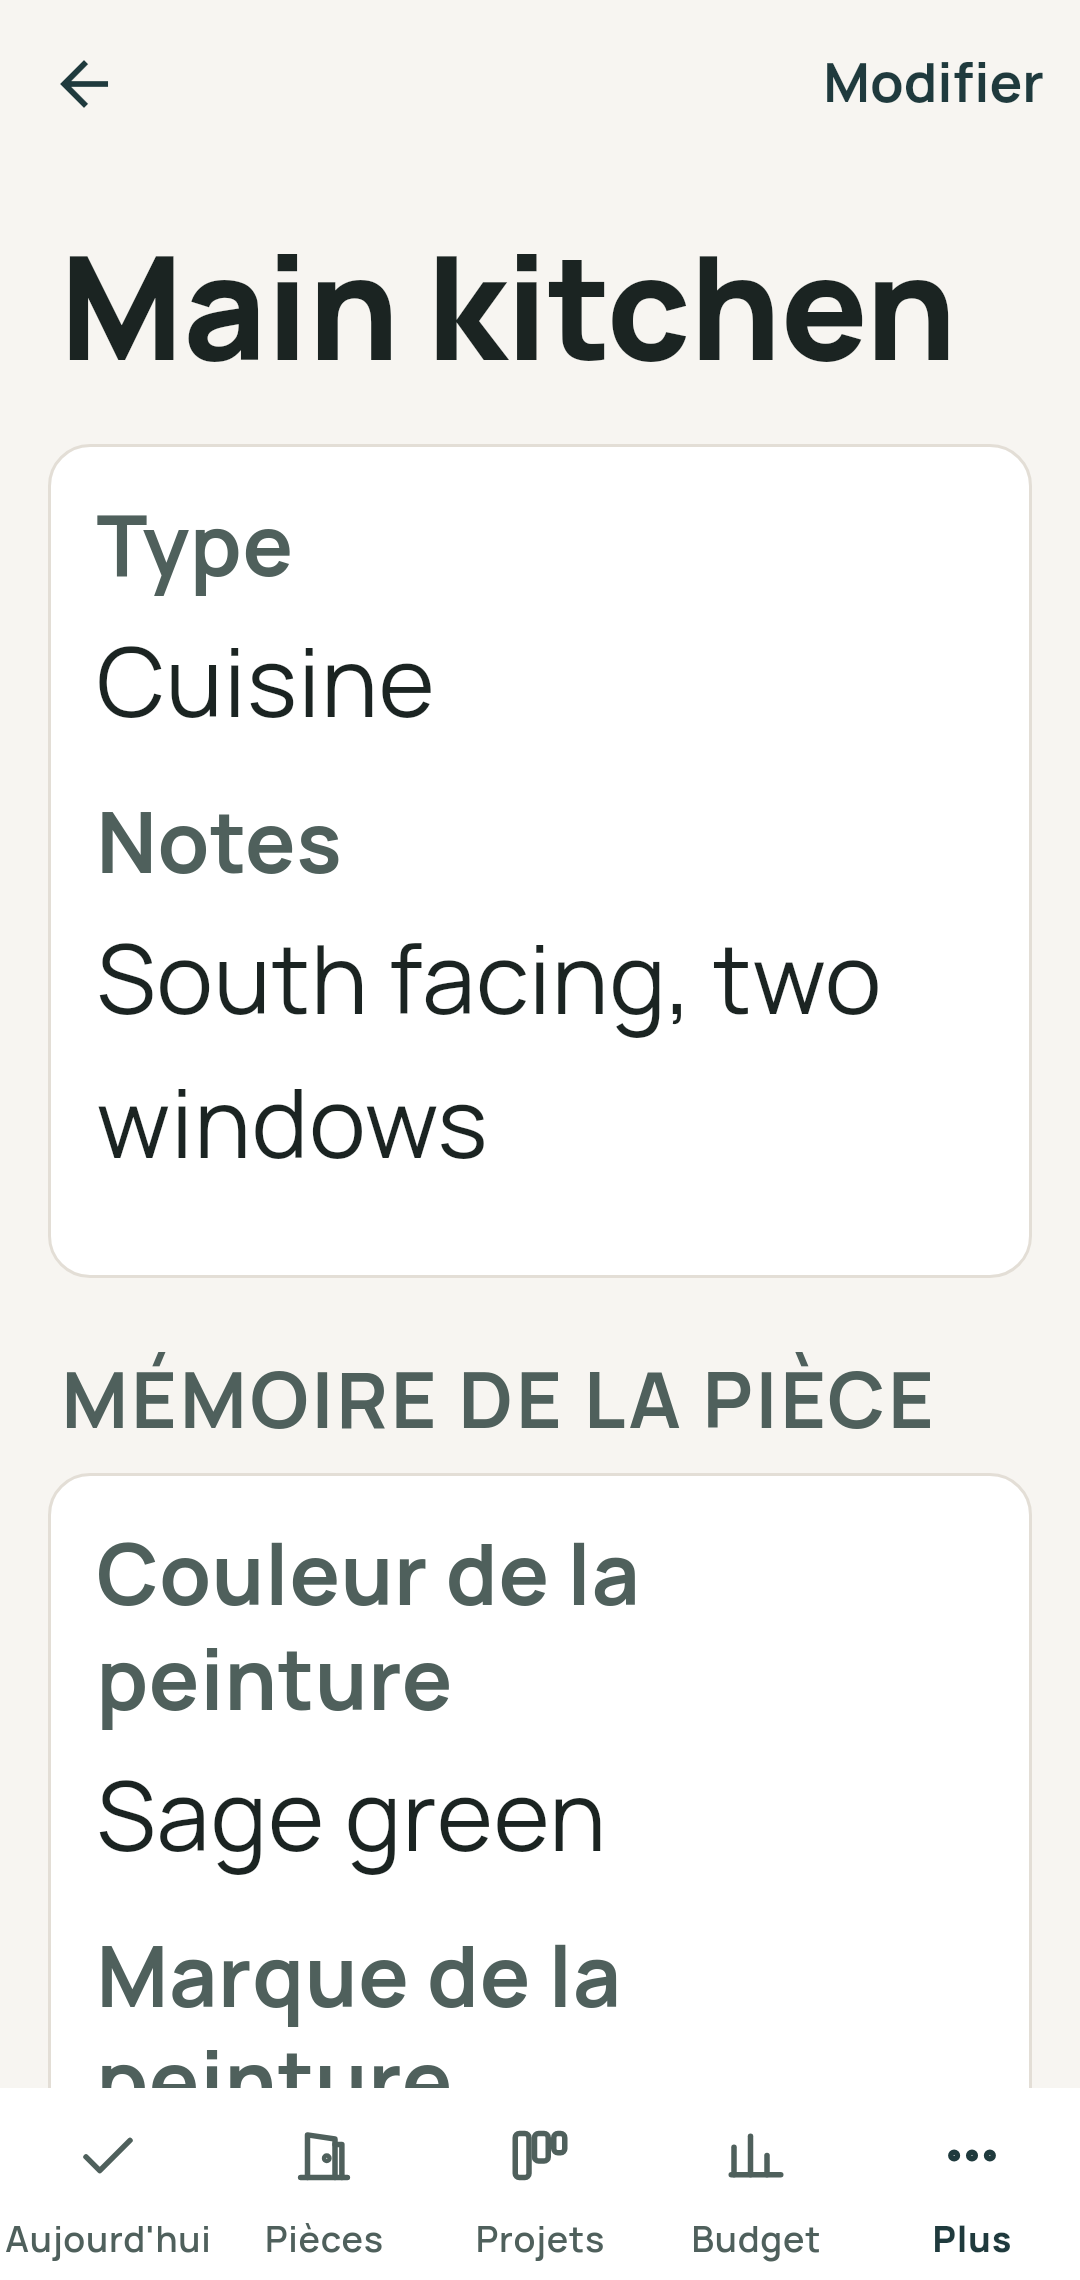 Modifier
Main kitchen
Type
Cuisine
Notes
South facing, two
windows
MÉMOIRE DE LA PIÈCE
Couleur de la
peinture
Sage green
Marque de la
peinture
Aujourd'hui
Pièces
Projets
Budget
Plus